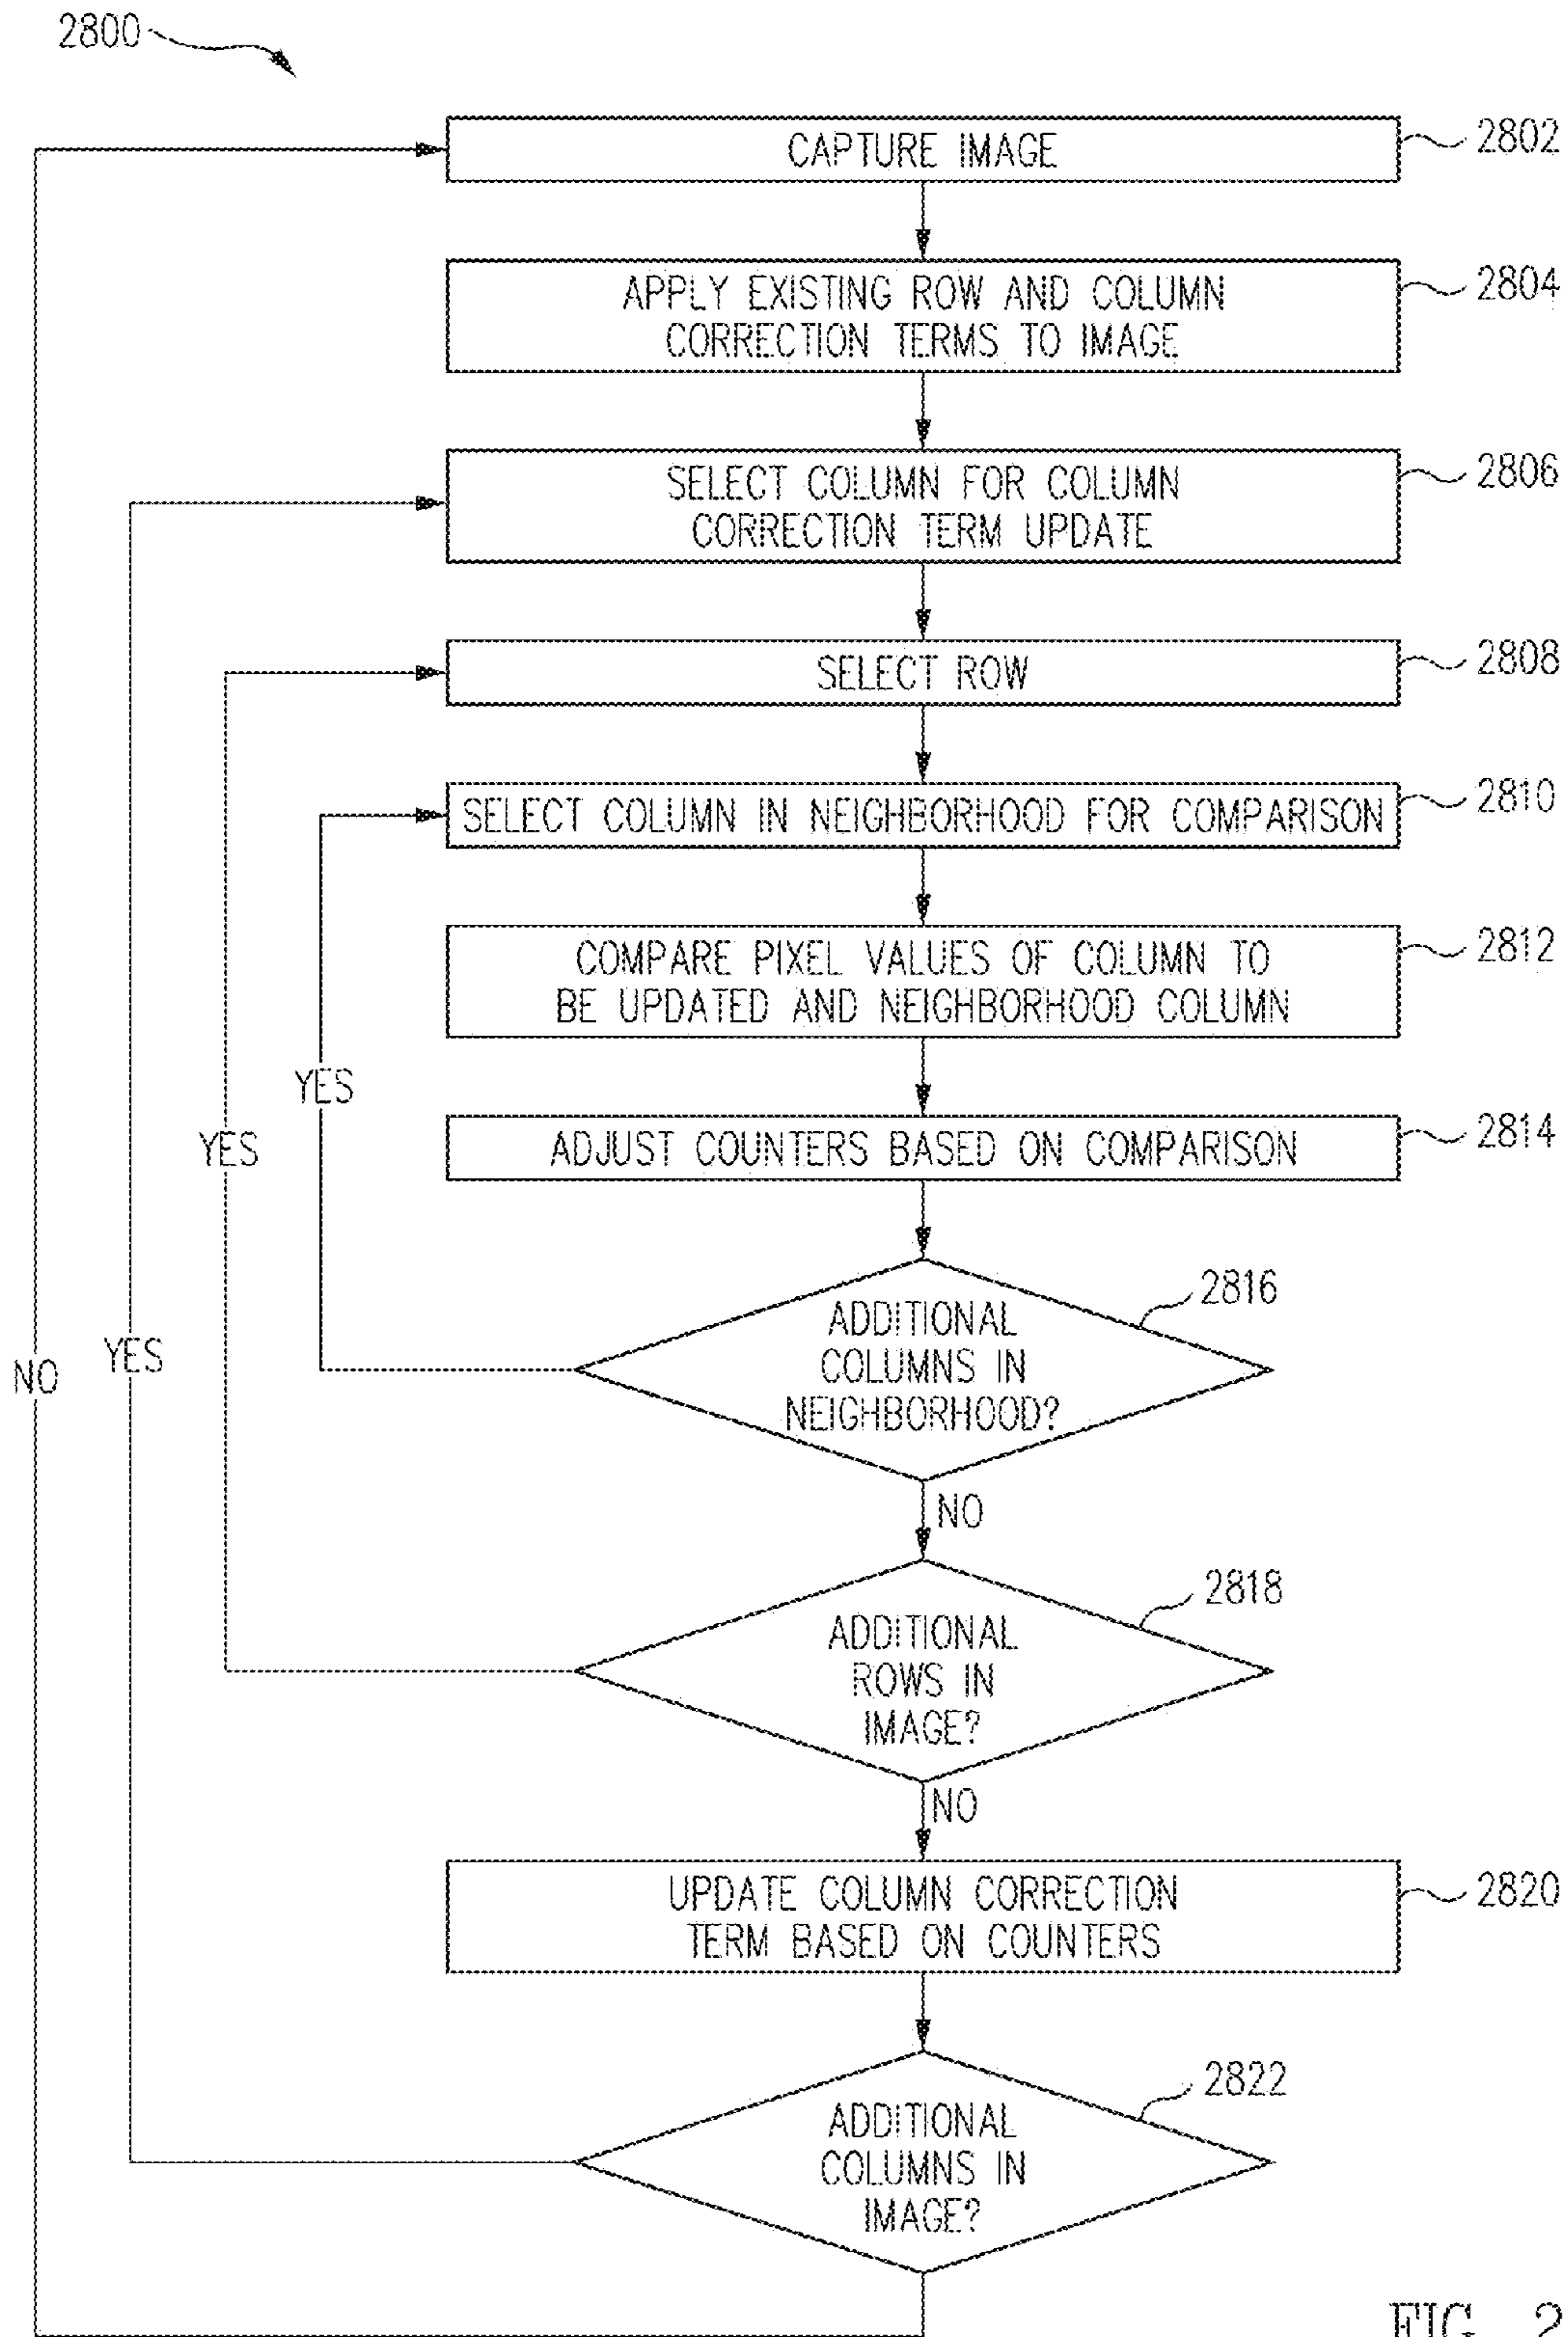 2800
CAPTURE IMAGE
2802
APPLY EXISTING ROW AND COLUMN
CORRECTION TERMS TO IMAGE
2804
SELECT COLUMN FOR COLUMN
CORRECTION TERM UPDATE
2806
SELECT ROW
2808
SELECT COLUMN IN NEIGHBORHOOD FOR COMPARISON
2810
COMPARE PIXEL VALUES OF COLUMN TO
BE UPDATED AND NEIGHBORHOOD COLUMN
2812
ADJUST COUNTERS BASED ON COMPARISON
2814
ADDITIONAL
COLUMNS IN
NEIGHBORHOOD?
2816
YES
NO
ADDITIONAL
ROWS IN
IMAGE?
2818
YES
NO
UPDATE COLUMN CORRECTION
TERM BASED ON COUNTERS
2820
ADDITIONAL
COLUMNS IN
IMAGE?
2822
YES
NO
FIG. 2